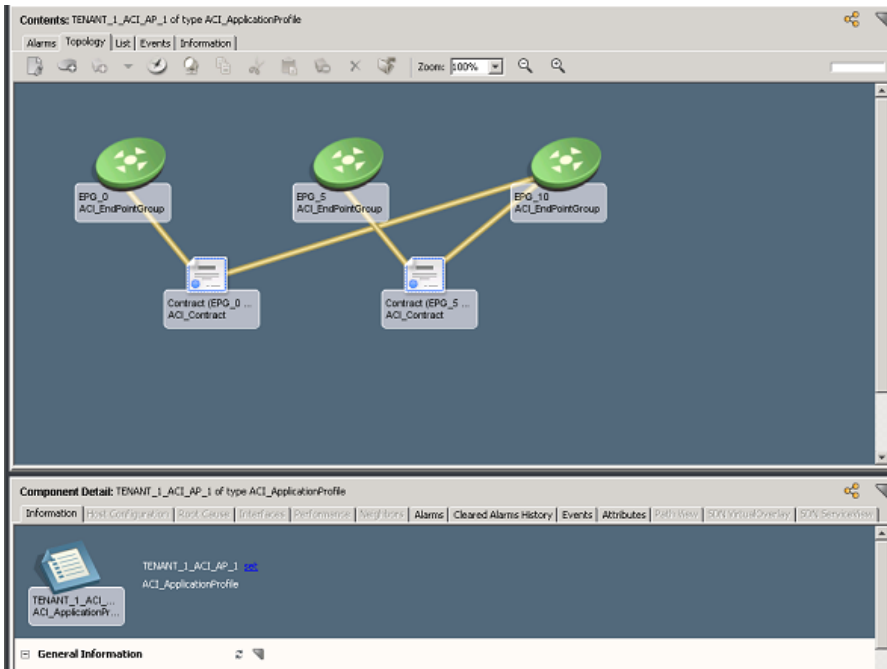 Contents: TENANT_1_ACI_AP_1 of type ACI_ApplicationProfile
Alarms Topology List Events Information
Zoom: 100%
EPG_0
ACI_EndPointGroup
EPG_5
ACI_EndPointGroup
EPG_10
ACI_EndPointGroup
Contract (EPG_0 ...
ACI_Contract
Contract (EPG_5 ...
ACI_Contract
Component Detail: TENANT_1_ACI_AP_1 of type ACI_ApplicationProfile
Information Host Configuration Root Cause Interfaces Performance Neighbors Alarms Cleared Alarms History Events Attributes Path View SDN Virtual Overlay SDN ServiceView
TENANT_1_ACI_AP_1 set
ACI_ApplicationProfile
TENANT_1_ACI_...
ACI_ApplicationPr...
General Information